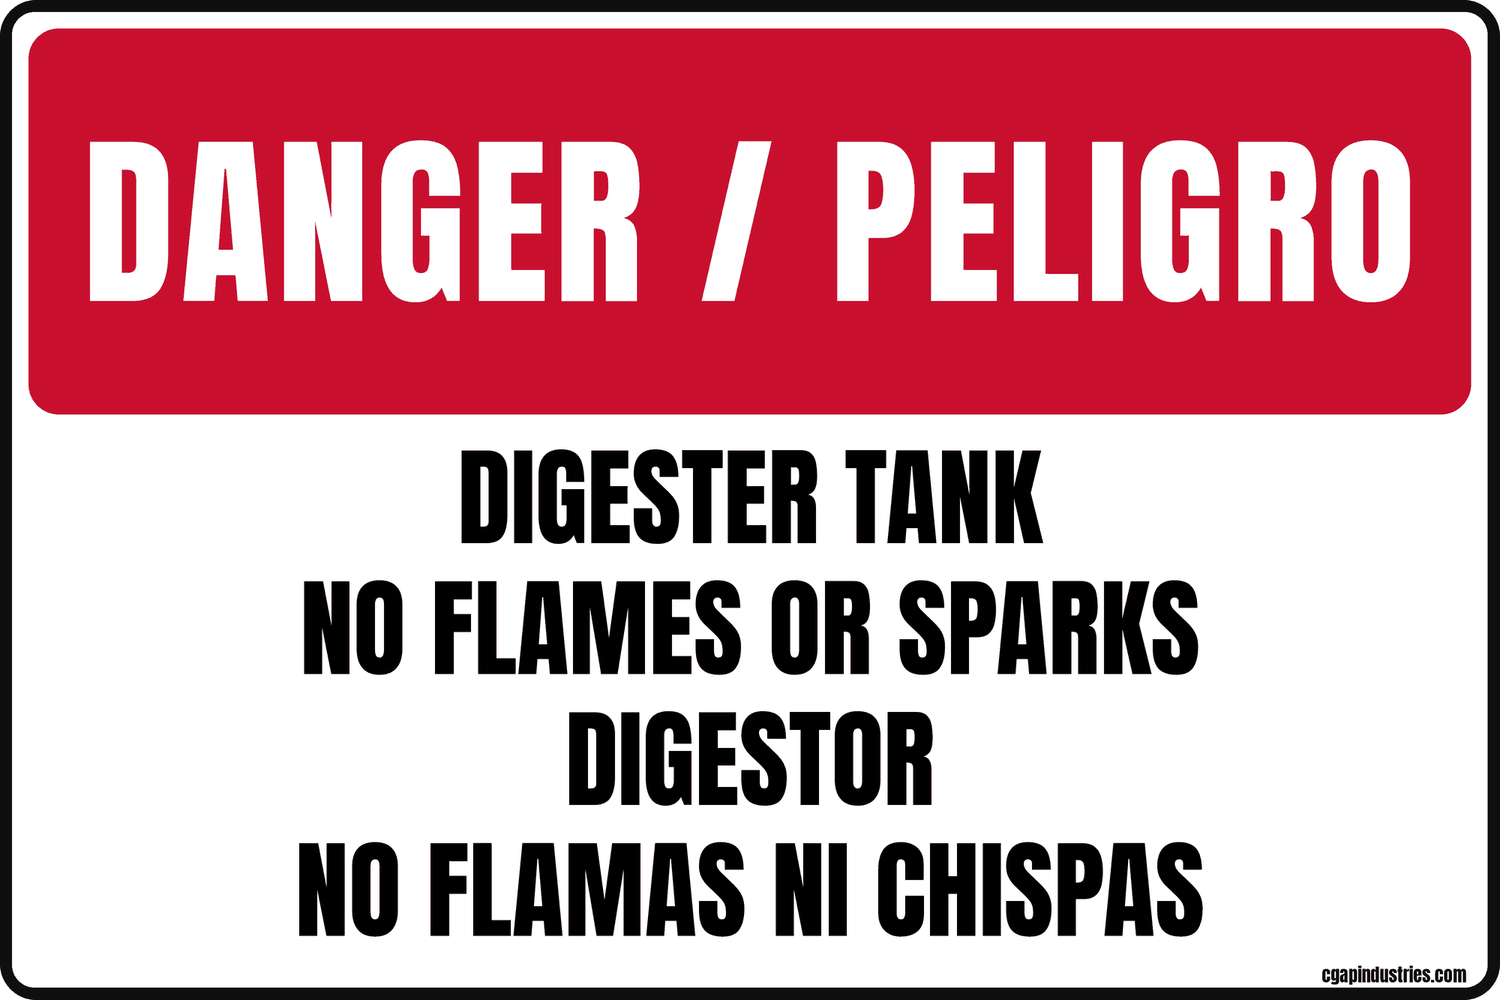 DANGER / PELIGRO
DIGESTER TANK
NO FLAMES OR SPARKS
DIGESTOR
NO FLAMAS NI CHISPAS
cgapindustries.com